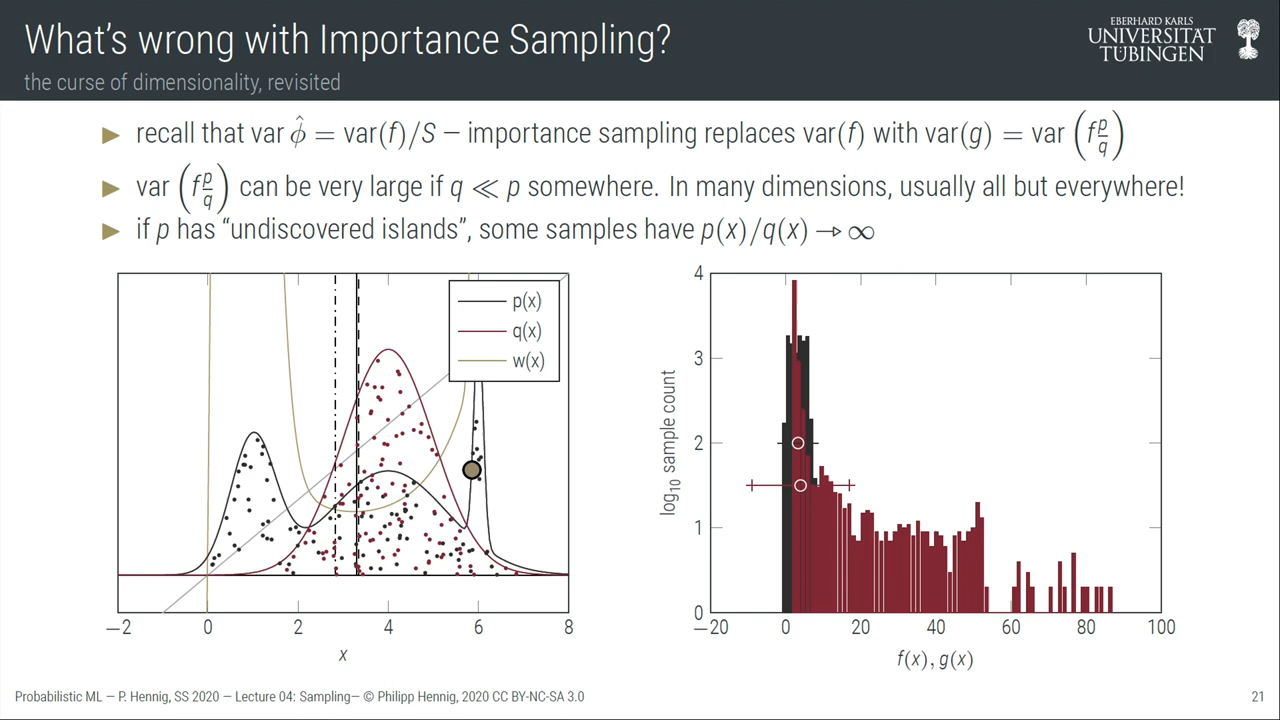 What's wrong with Importance Sampling?
the curse of dimensionality, revisited
EBERHARD KARLS
UNIVERSITÄT
TÜBINGEN
▶ recall that var ϕ̂ = var(f)/S – importance sampling replaces var(f) with var(g) = var (f p/q)
▶ var (f p/q) can be very large if q ≪ p somewhere. In many dimensions, usually all but everywhere!
▶ if p has “undiscovered islands”, some samples have p(x)/q(x) → ∞
p(x)
q(x)
w(x)
−2 0 2 4 6 8
x
4
3
2
1
0
log₁₀ sample count
−20 0 20 40 60 80 100
f(x), g(x)
Probabilistic ML — P. Hennig, SS 2020 — Lecture 04: Sampling— © Philipp Hennig, 2020 CC BY-NC-SA 3.0
21